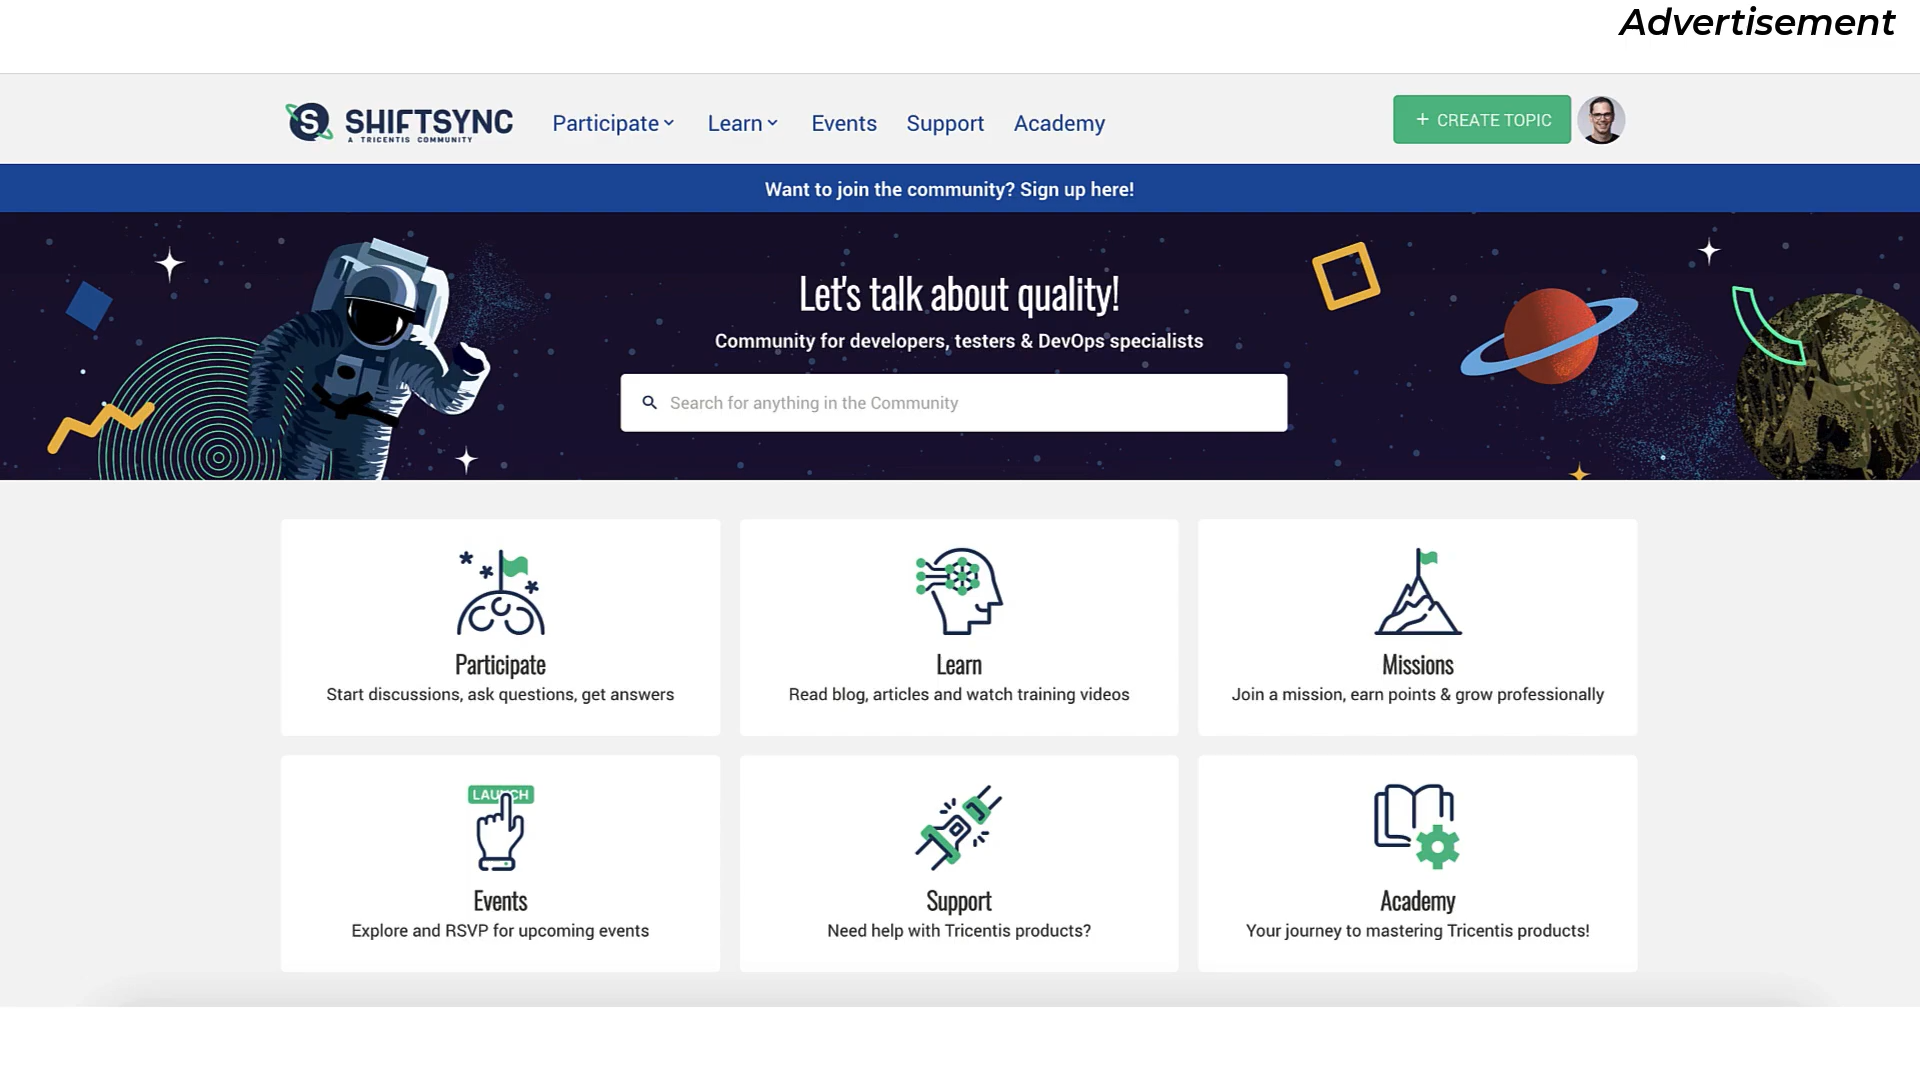 Advertisement
SHIFTSYNC
A TRICENTIS COMMUNITY
Participate
Learn
Events
Support
Academy
+ CREATE TOPIC
Want to join the community? Sign up here!
Let's talk about quality!
Community for developers, testers & DevOps specialists
Search for anything in the Community
Participate
Start discussions, ask questions, get answers
Learn
Read blog, articles and watch training videos
Missions
Join a mission, earn points & grow professionally
LAUNCH
Events
Explore and RSVP for upcoming events
Support
Need help with Tricentis products?
Academy
Your journey to mastering Tricentis products!